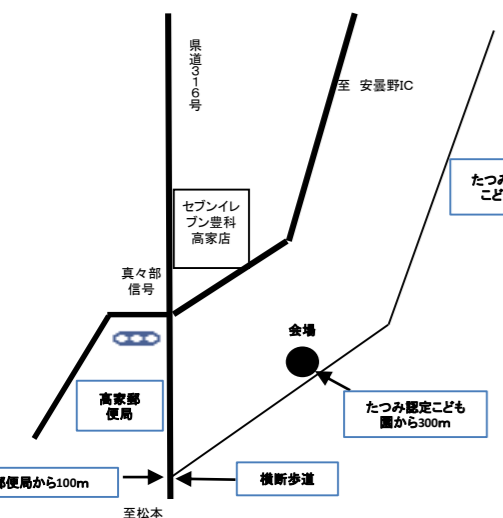 県道316号
至 安曇野IC
たつみ
こど
セブンイレ
ブン豊科
高家店
真々部
信号
会場
高家郵
便局
たつみ認定こども
園から300m
郵便局から100m
横断歩道
至松本